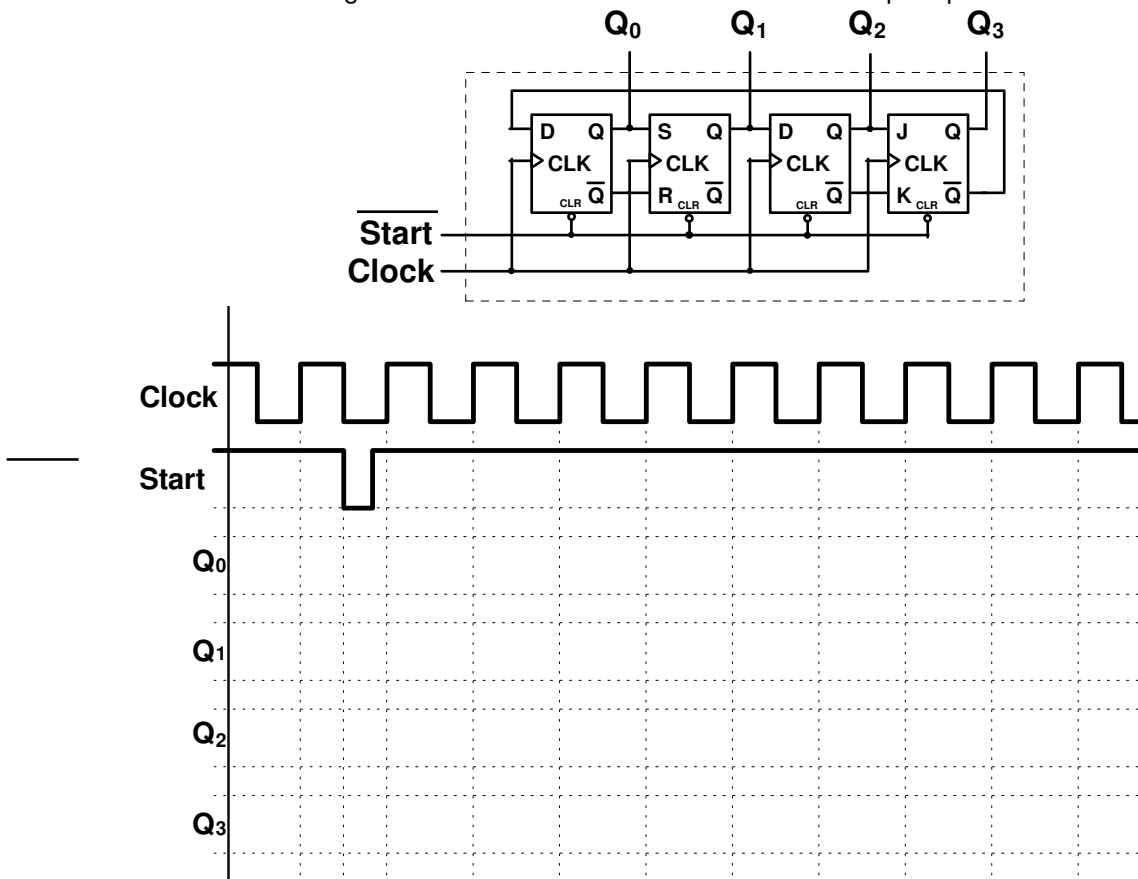 Q0 Q1 Q2 Q3
D Q S Q D Q J Q
CLK CLK CLK CLK
CLR Q̅ R CLR Q̅ CLR Q̅ K CLR Q̅
S̅t̅a̅r̅t̅
Clock
Clock
Start
Q0
Q1
Q2
Q3